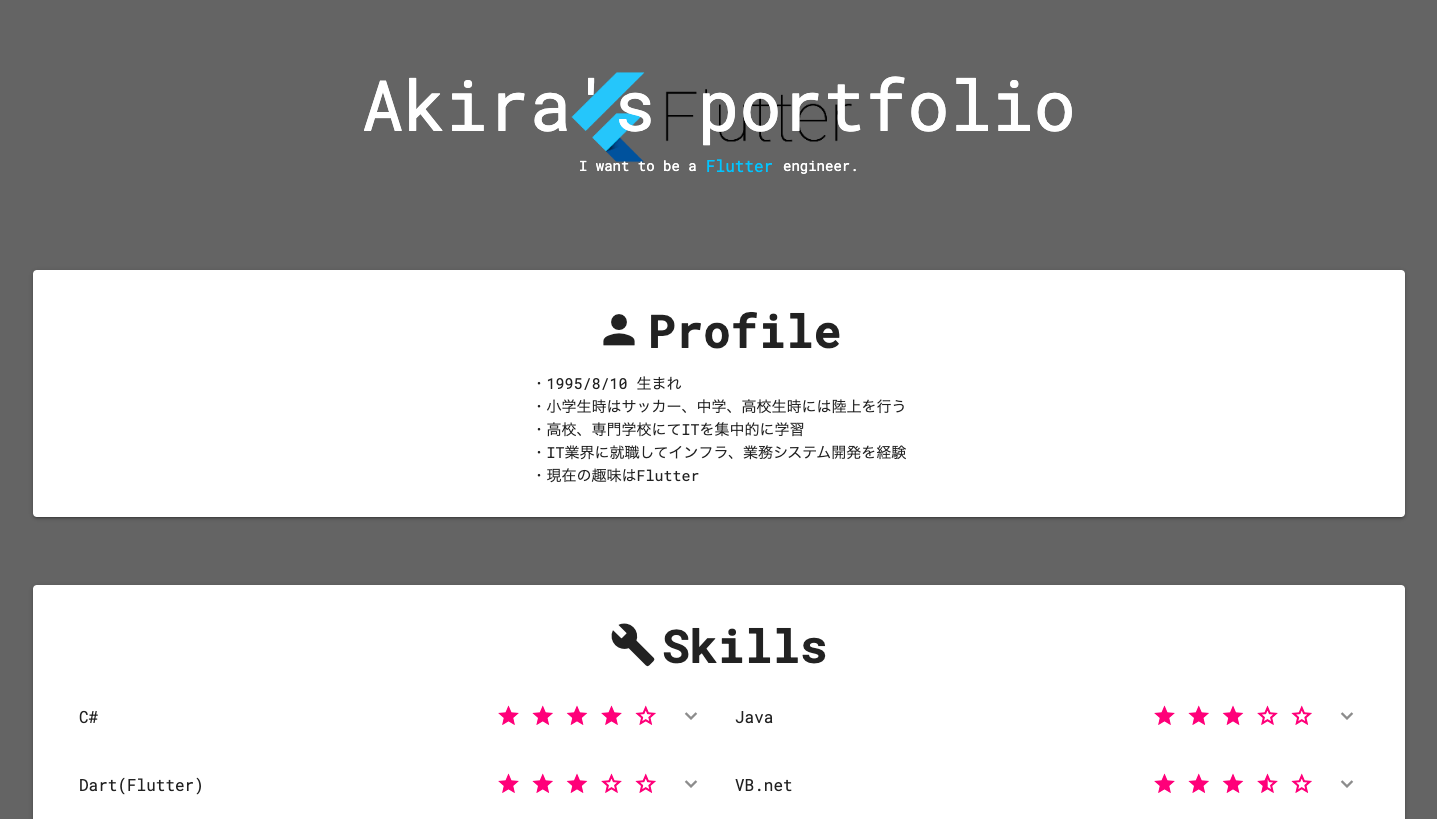 Akira's portfolio
Flutter
I want to be a Flutter engineer.
Profile
・1995/8/10 生まれ
・小学生時はサッカー、中学、高校生時には陸上を行う
・高校、専門学校にてITを集中的に学習
・IT業界に就職してインフラ、業務システム開発を経験
・現在の趣味はFlutter
Skills
C#
Java
Dart(Flutter)
VB.net